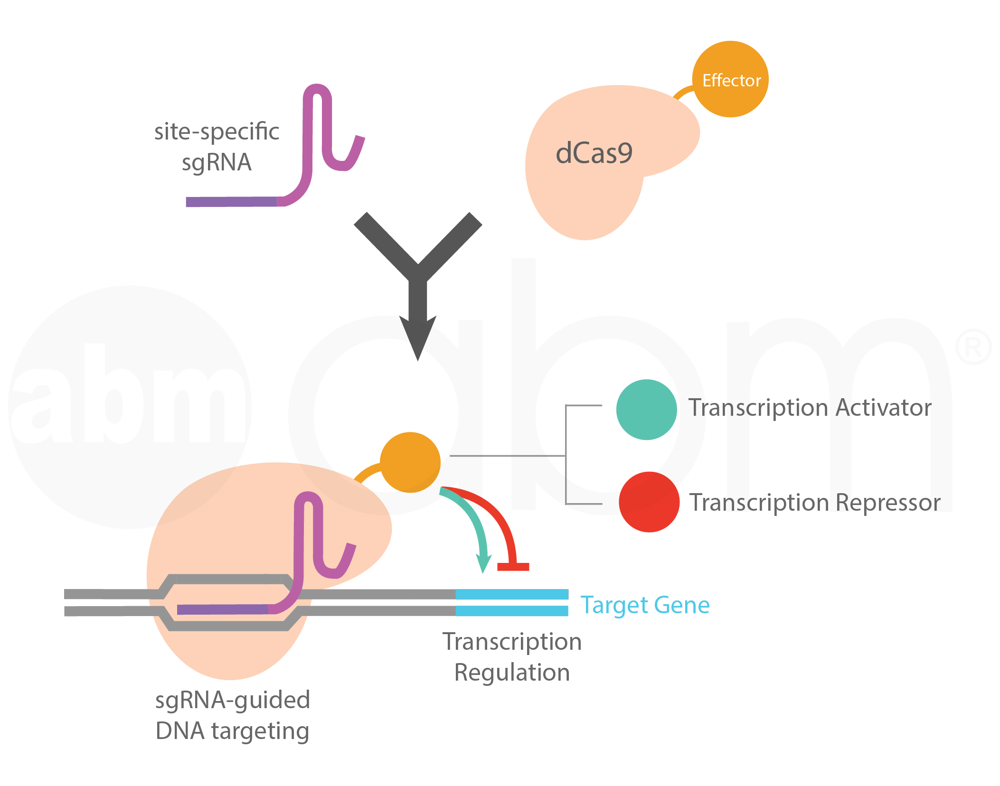 Effector
site-specific
sgRNA
dCas9
abm
abm®
Transcription Activator
Transcription Repressor
Target Gene
Transcription
Regulation
sgRNA-guided
DNA targeting